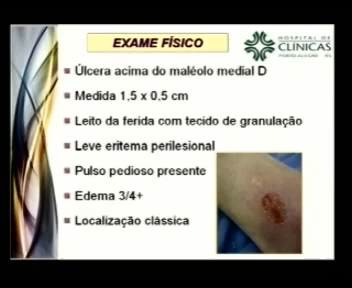 EXAME FÍSICO
HOSPITAL DE
CLÍNICAS
PORTO ALEGRE RS
Úlcera acima do maléolo medial D
Medida 1,5 x 0,5 cm
Leito da ferida com tecido de granulação
Leve eritema perilesional
Pulso pedioso presente
Edema 3/4+
Localização clássica